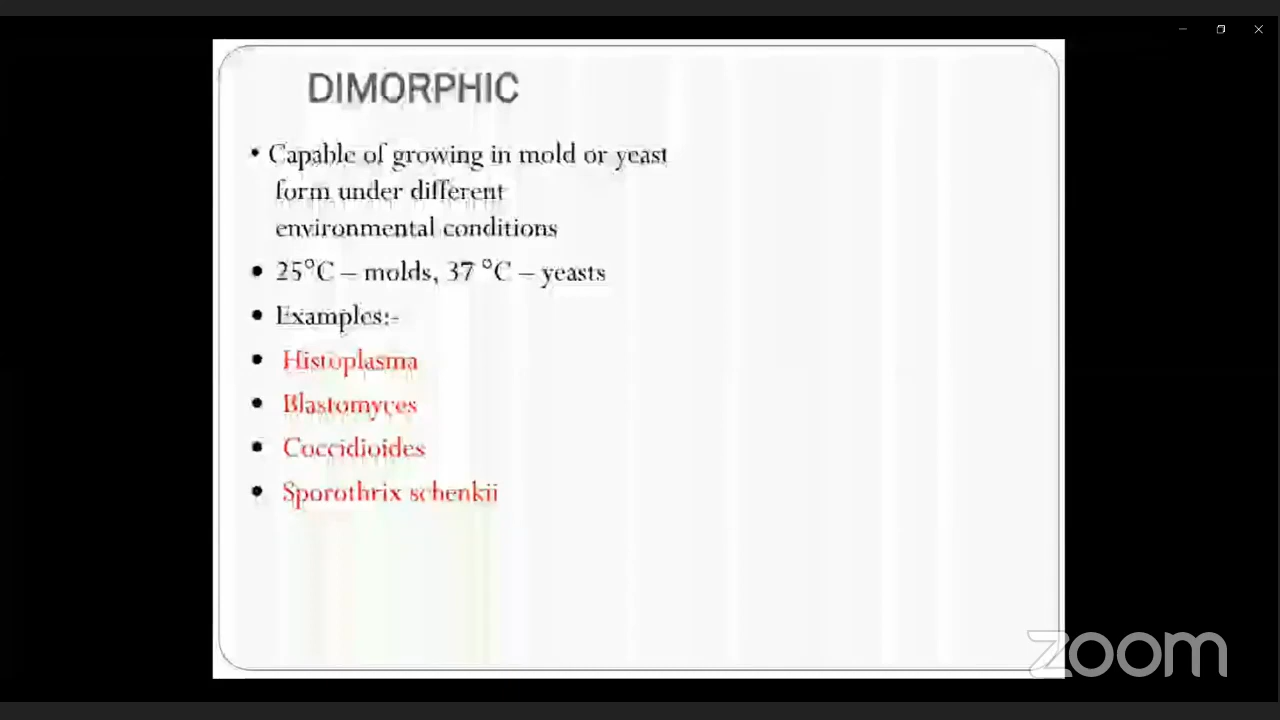 DIMORPHIC
• Capable of growing in mold or yeast
form under different
environmental conditions
• 25°C – molds, 37 °C – yeasts
• Examples:-
• Histoplasma
• Blastomyces
• Coccidioides
• Sporothrix schenkii
zoom